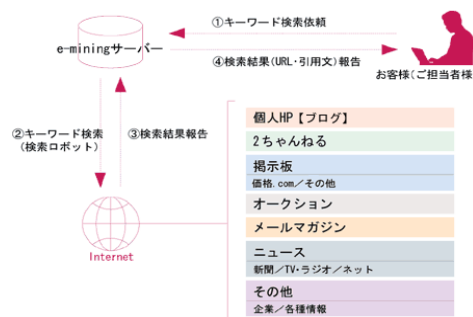 ①キーワード検索依頼
e-miningサーバー
④検索結果(URL・引用文)報告
お客様(ご担当者様
②キーワード検索
(検索ロボット)
③検索結果報告
Internet
個人HP【ブログ】
2ちゃんねる
掲示板
価格.com/その他
オークション
メールマガジン
ニュース
新聞/TV・ラジオ/ネット
その他
企業/各種情報